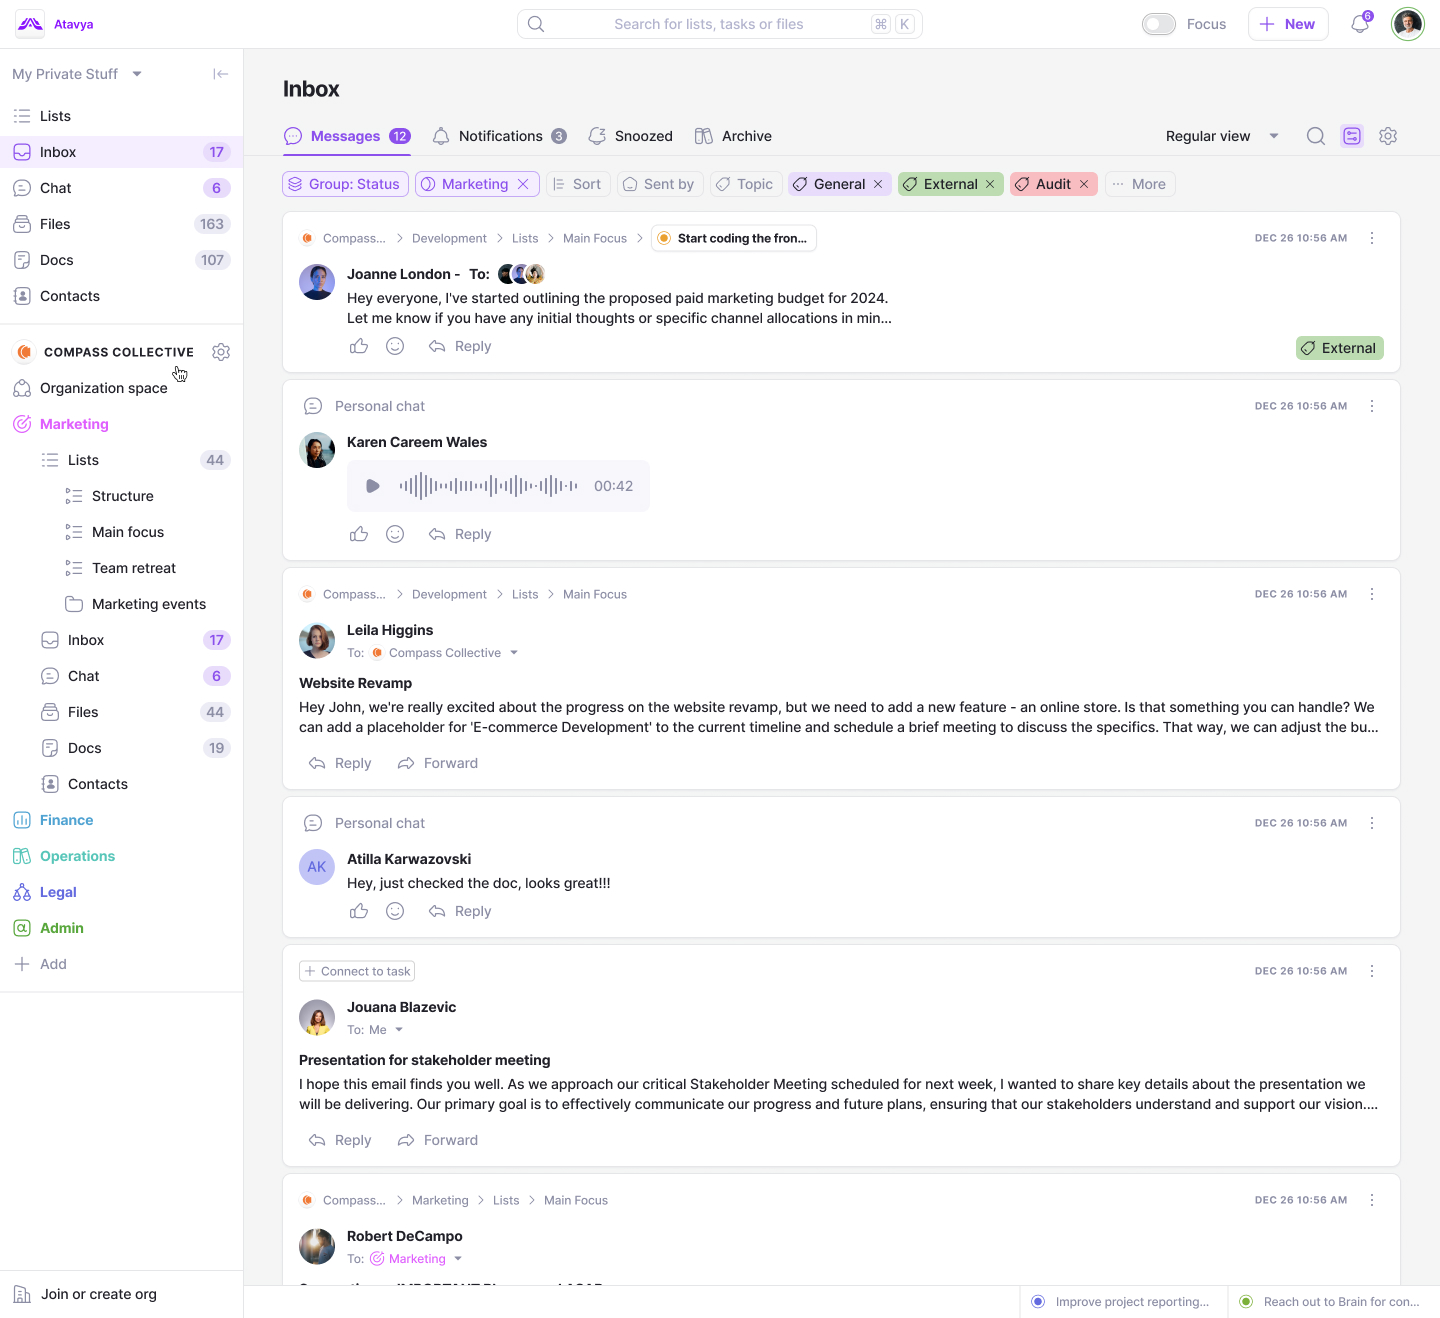 Atavya
Search for lists, tasks or files
⌘ K
Focus
New
6
My Private Stuff
Lists
Inbox 17
Chat 6
Files 163
Docs 107
Contacts
COMPASS COLLECTIVE
Organization space
Marketing
Lists 44
Structure
Main focus
Team retreat
Marketing events
Inbox 17
Chat 6
Files 44
Docs 19
Contacts
Finance
Operations
Legal
Admin
Add
Join or create org
Inbox
Messages 12
Notifications 3
Snoozed
Archive
Regular view
Group: Status
Marketing
Sort
Sent by
Topic
General
External
Audit
More
Compass... > Development > Lists > Main Focus > Start coding the fron...
DEC 26 10:56 AM
Joanne London - To:
Hey everyone, I've started outlining the proposed paid marketing budget for 2024.
Let me know if you have any initial thoughts or specific channel allocations in min...
Reply
External
Personal chat
DEC 26 10:56 AM
Karen Careem Wales
00:42
Reply
Compass... > Development > Lists > Main Focus
DEC 26 10:56 AM
Leila Higgins
To: Compass Collective
Website Revamp
Hey John, we're really excited about the progress on the website revamp, but we need to add a new feature - an online store. Is that something you can handle? We
can add a placeholder for 'E-commerce Development' to the current timeline and schedule a brief meeting to discuss the specifics. That way, we can adjust the bu...
Reply
Forward
Personal chat
DEC 26 10:56 AM
AK
Atilla Karwazovski
Hey, just checked the doc, looks great!!!
Reply
Connect to task
DEC 26 10:56 AM
Jouana Blazevic
To: Me
Presentation for stakeholder meeting
I hope this email finds you well. As we approach our critical Stakeholder Meeting scheduled for next week, I wanted to share key details about the presentation we
will be delivering. Our primary goal is to effectively communicate our progress and future plans, ensuring that our stakeholders understand and support our vision....
Reply
Forward
Compass... > Marketing > Lists > Main Focus
DEC 26 10:56 AM
Robert DeCampo
To: Marketing
Improve project reporting...
Reach out to Brain for con...